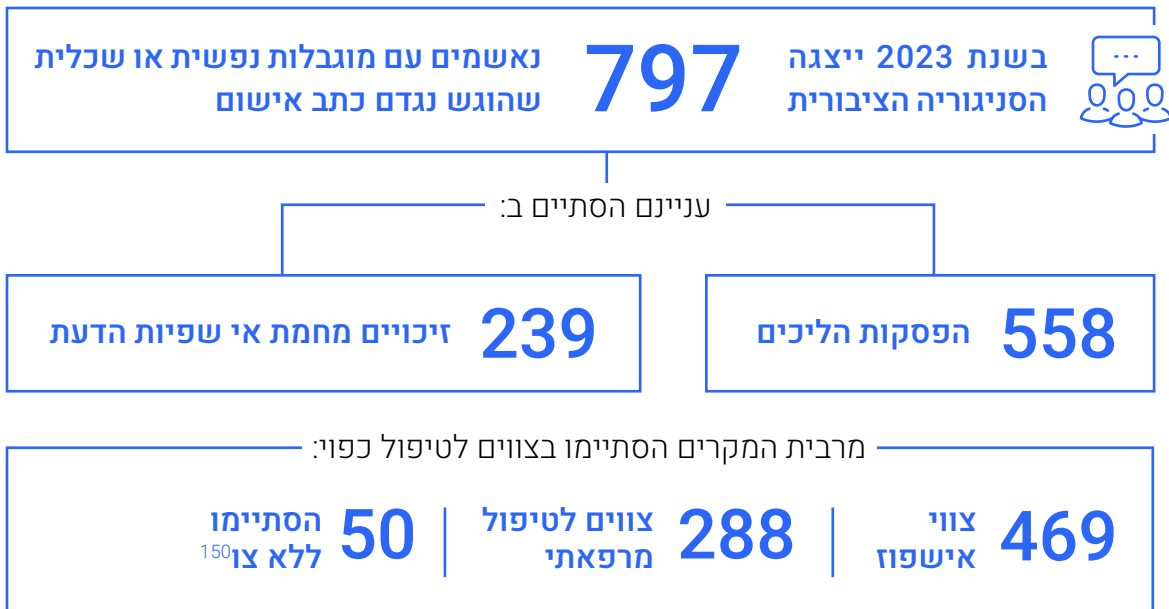 בשנת 2023 ייצגה
הסניגוריה הציבורית
797
נאשמים עם מוגבלות נפשית או שכלית
שהוגש נגדם כתב אישום
עניינם הסתיים ב:
558 הפסקות הליכים
239 זיכויים מחמת אי שפיות הדעת
מרבית המקרים הסתיימו בצווים לטיפול כפוי:
469
צווי
אישפוז
288
צווים לטיפול
מרפאתי
50
הסתיימו
ללא צו150